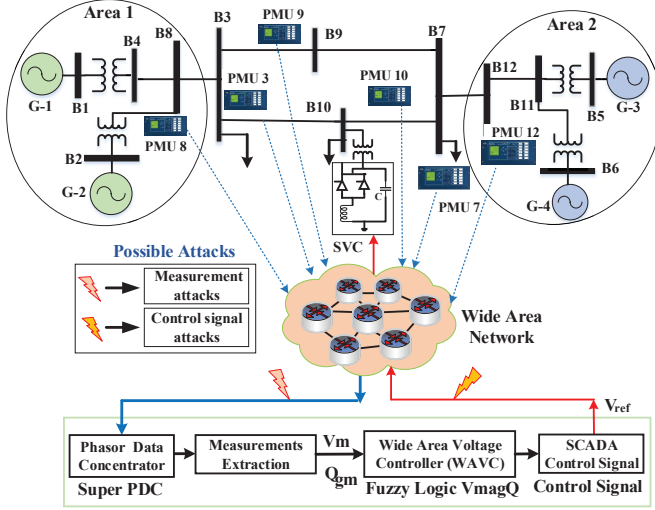 Area 1
B3
PMU 9
B9
B7
Area 2
B4
B8
PMU 3
PMU 10
B12
G-1
B1
B10
B11
B5
G-3
PMU 8
PMU 12
B2
B6
G-2
C
PMU 7
G-4
SVC
Possible Attacks
Measurement
attacks
Control signal
attacks
Wide Area
Network
Vref
Phasor Data
Concentrator
Measurements
Extraction
Vm
Qgm
Wide Area Voltage
Controller (WAVC)
SCADA
Control Signal
Super PDC
Fuzzy Logic VmagQ
Control Signal